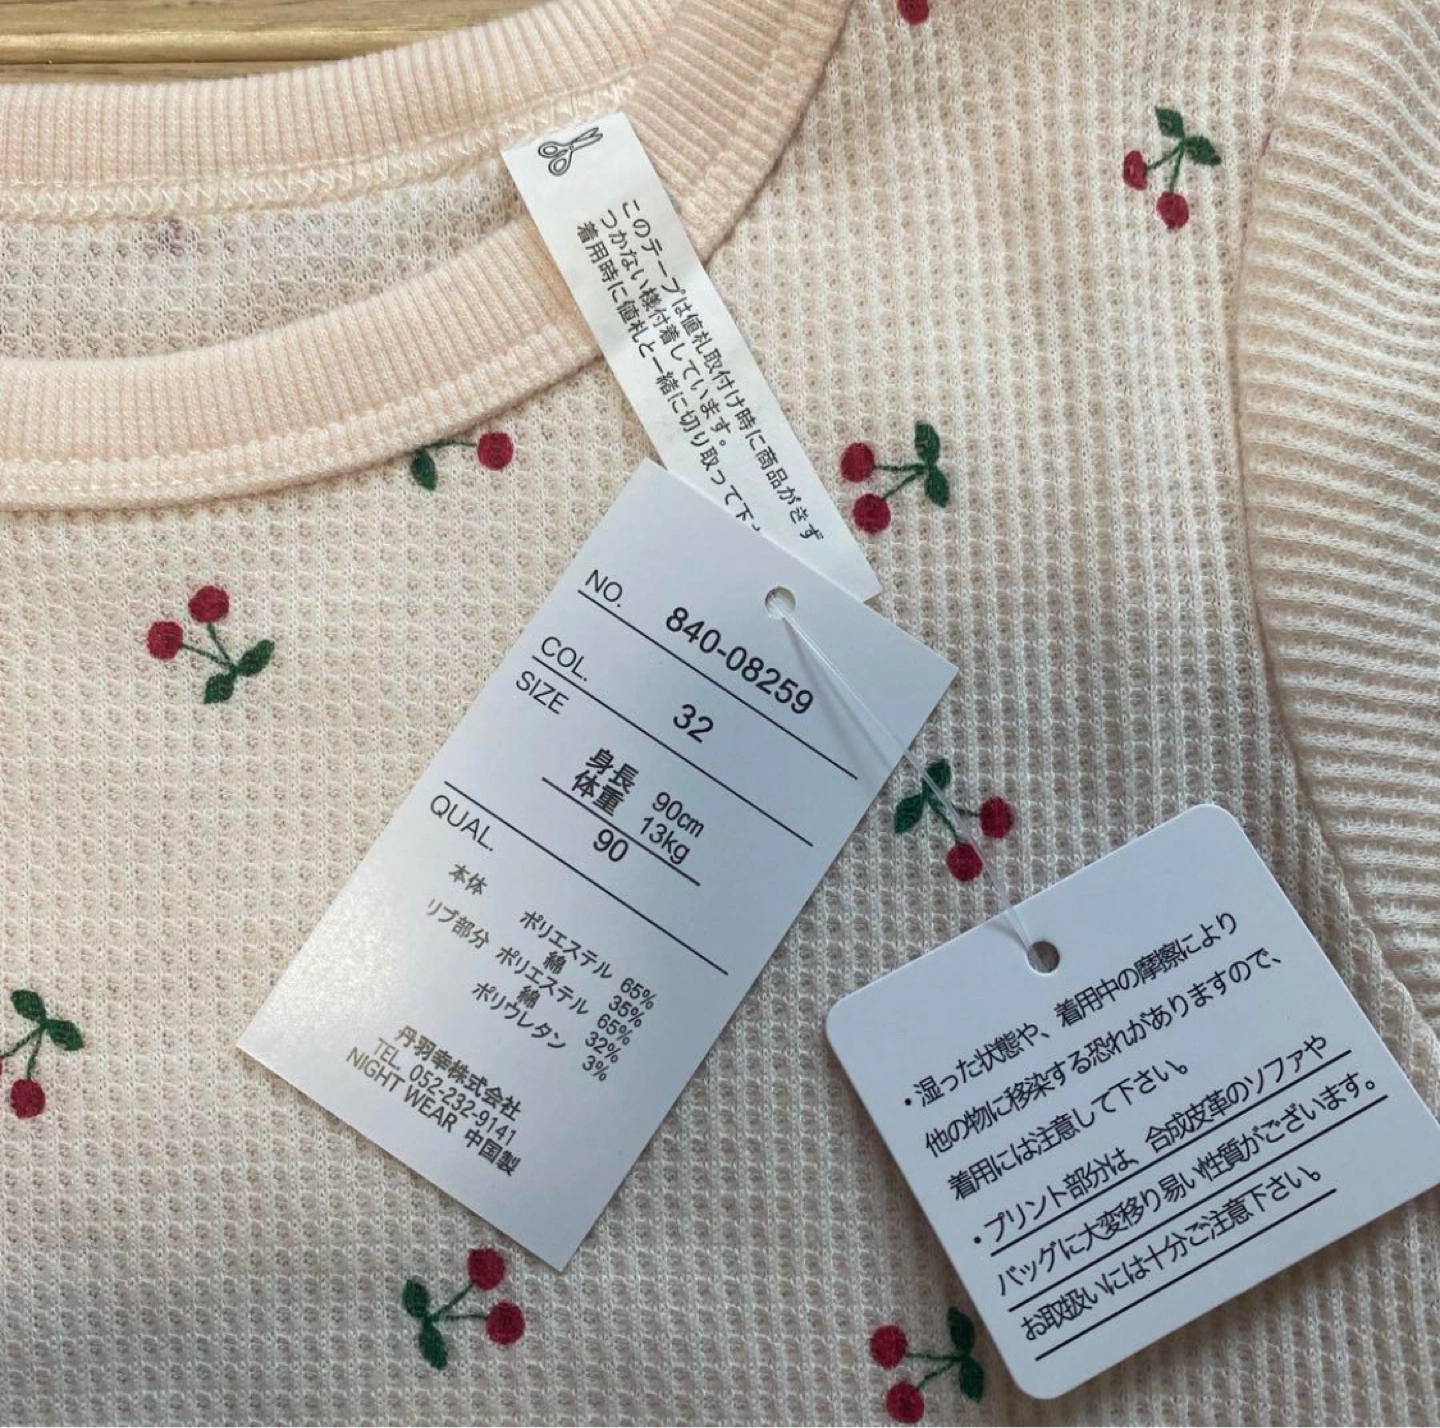 このテープは値札取付け時に商品がきず
つかない様付着しています。
着用時に値札と一緒に切り取って下
NO. 840-08259
COL. 32
SIZE
身長 90cm
体重 13kg
90
QUAL.
本体 ポリエステル 65%
綿 35%
リブ部分 ポリエステル 65%
綿 32%
ポリウレタン 3%
丹羽幸株式会社
TEL. 052-232-9141
NIGHT WEAR 中国製
・湿った状態や、着用中の摩擦により
他の物に移染する恐れがありますので、
着用には注意して下さい。
・プリント部分は、合成皮革のソファや
バッグに大変移り易い性質がございます。
お取扱いには十分ご注意下さい。